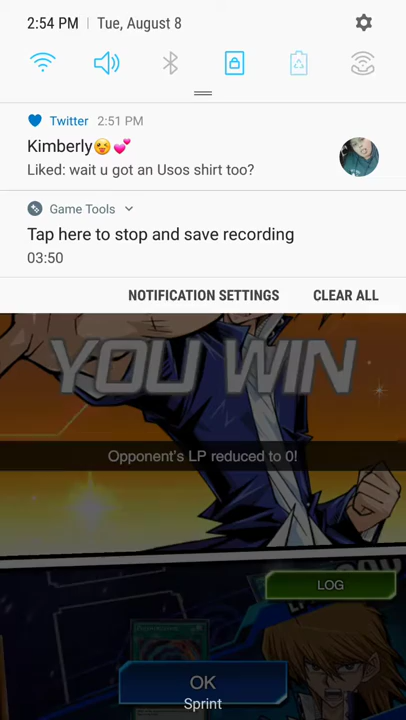 2:54 PM | Tue, August 8
Twitter 2:51 PM
Kimberly😜💕
Liked: wait u got an Usos shirt too?
Game Tools
Tap here to stop and save recording
03:50
NOTIFICATION SETTINGS CLEAR ALL
YOU WIN
Opponent's LP reduced to 0!
LOG
OK
Sprint